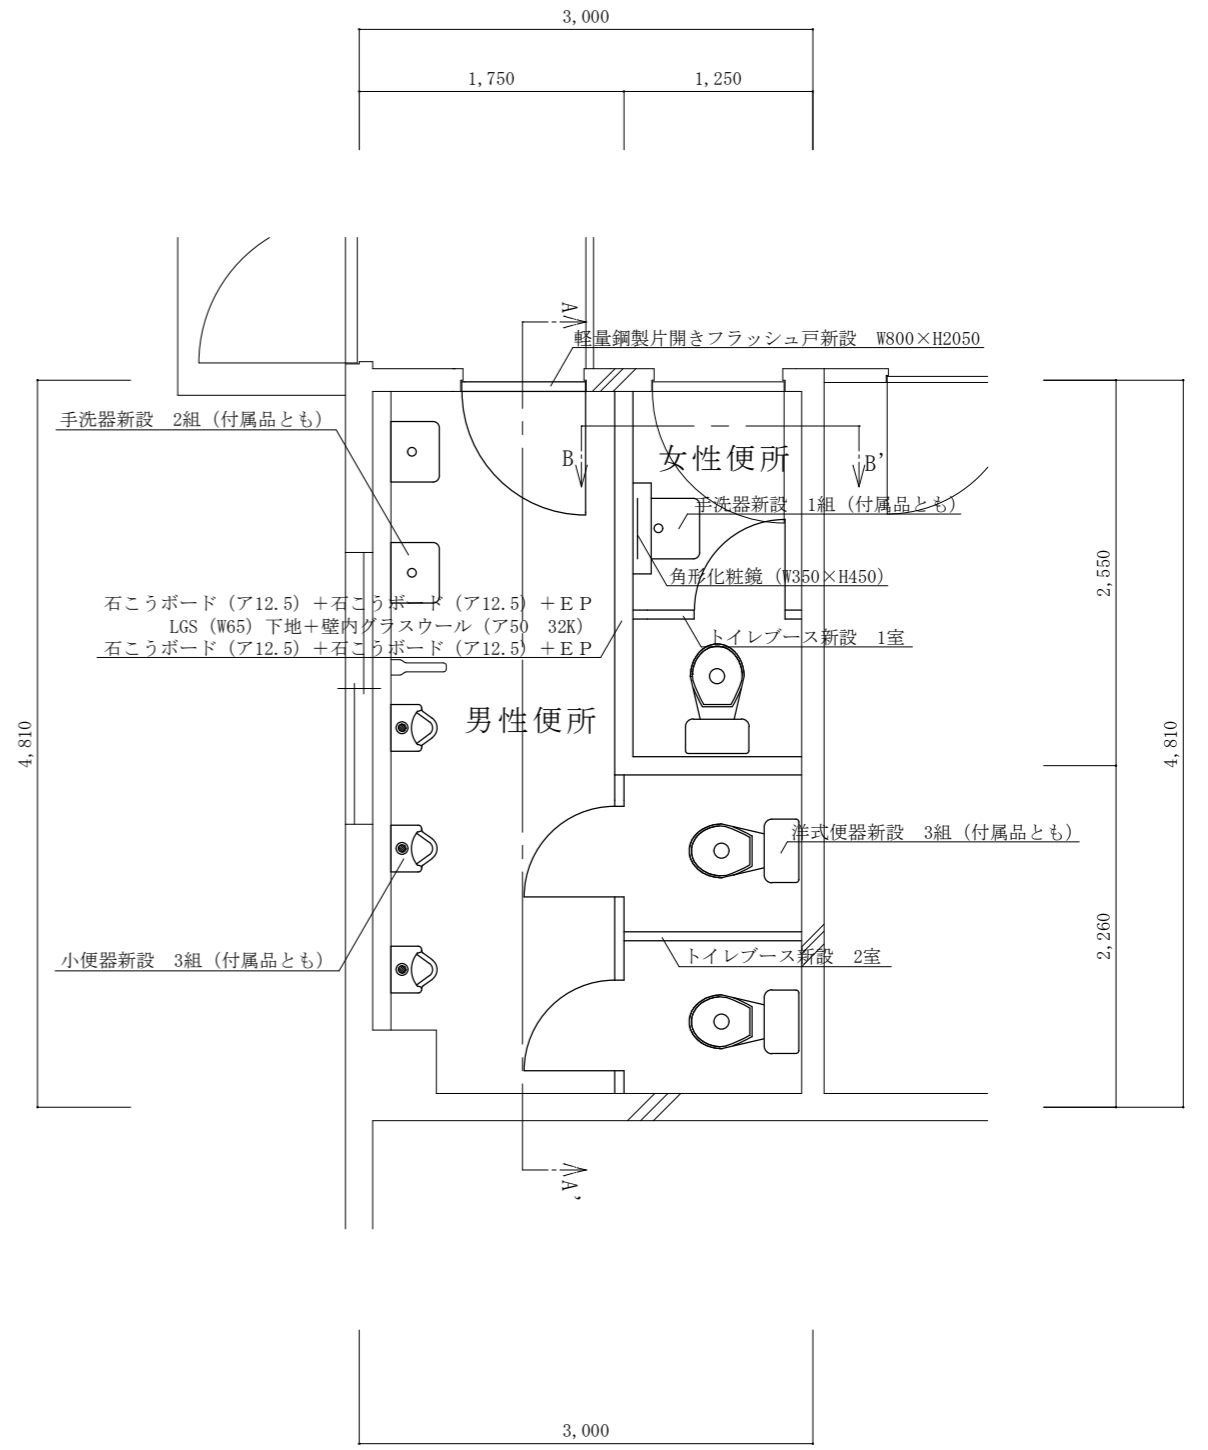 3,000
1,750
1,250
A
軽量鋼製片開きフラッシュ戸新設　W800×H2050
手洗器新設　2組（付属品とも）
B
女性便所
B'
手洗器新設　1組（付属品とも）
角形化粧鏡（W350×H450）
石こうボード（ア12.5）＋石こうボード（ア12.5）＋ＥＰ
LGS（W65）下地＋壁内グラスウール（ア50　32K）
石こうボード（ア12.5）＋石こうボード（ア12.5）＋ＥＰ
トイレブース新設　1室
2,550
男性便所
4,810
4,810
洋式便器新設　3組（付属品とも）
小便器新設　3組（付属品とも）
トイレブース新設　2室
2,260
A'
3,000